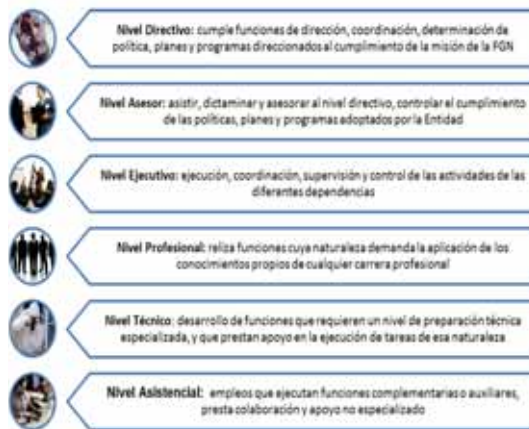 Nivel Directivo: cumple funciones de dirección, coordinación, determinación de
política, planes y programas direccionados al cumplimiento de la misión de la FGN
Nivel Asesor: asistir, dictaminar y asesorar al nivel directivo, controlar el cumplimiento
de las políticas, planes y programas adoptados por la Entidad
Nivel Ejecutivo: ejecución, coordinación, supervisión y control de las actividades de las
diferentes dependencias
Nivel Profesional: reliza funciones cuya naturaleza demanda la aplicación de los
conocimientos propios de cualquier carrera profesional
Nivel Técnico: desarrollo de funciones que requieren un nivel de preparación técnica
especializada, y que prestan apoyo en la ejecución de tareas de esa naturaleza
Nivel Asistencial: empleos que ejecutan funciones complementarias o auxiliares,
presta colaboración y apoyo no especializado